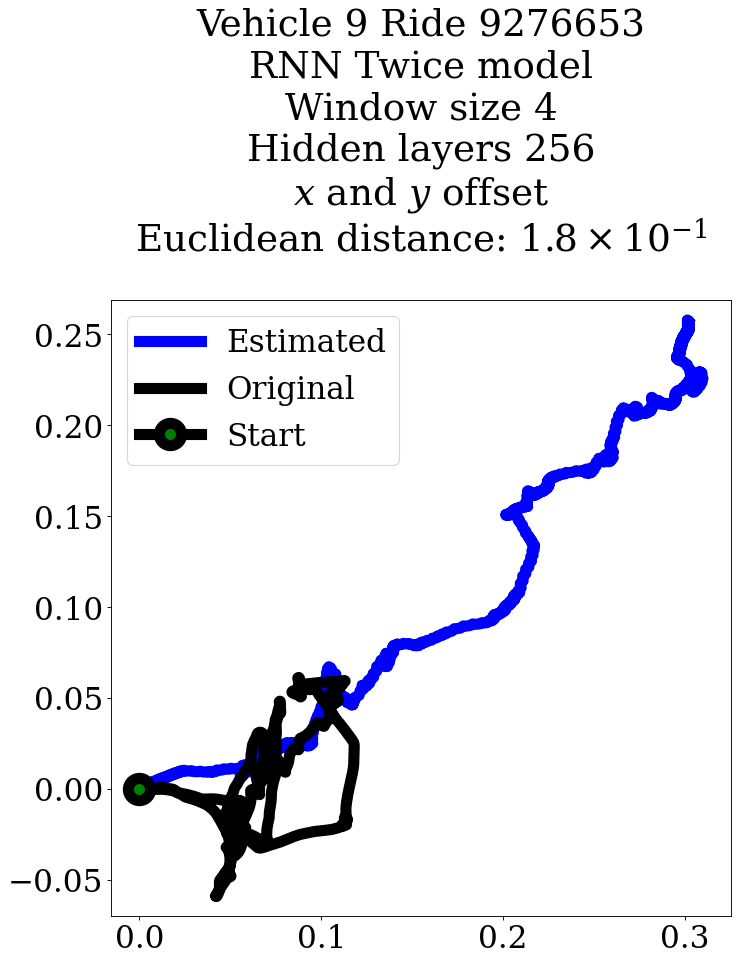 Vehicle 9 Ride 9276653
RNN Twice model
Window size 4
Hidden layers 256
x and y offset
Euclidean distance: 1.8 × 10⁻¹
Estimated
Original
Start
0.25
0.20
0.15
0.10
0.05
0.00
−0.05
0.0 0.1 0.2 0.3